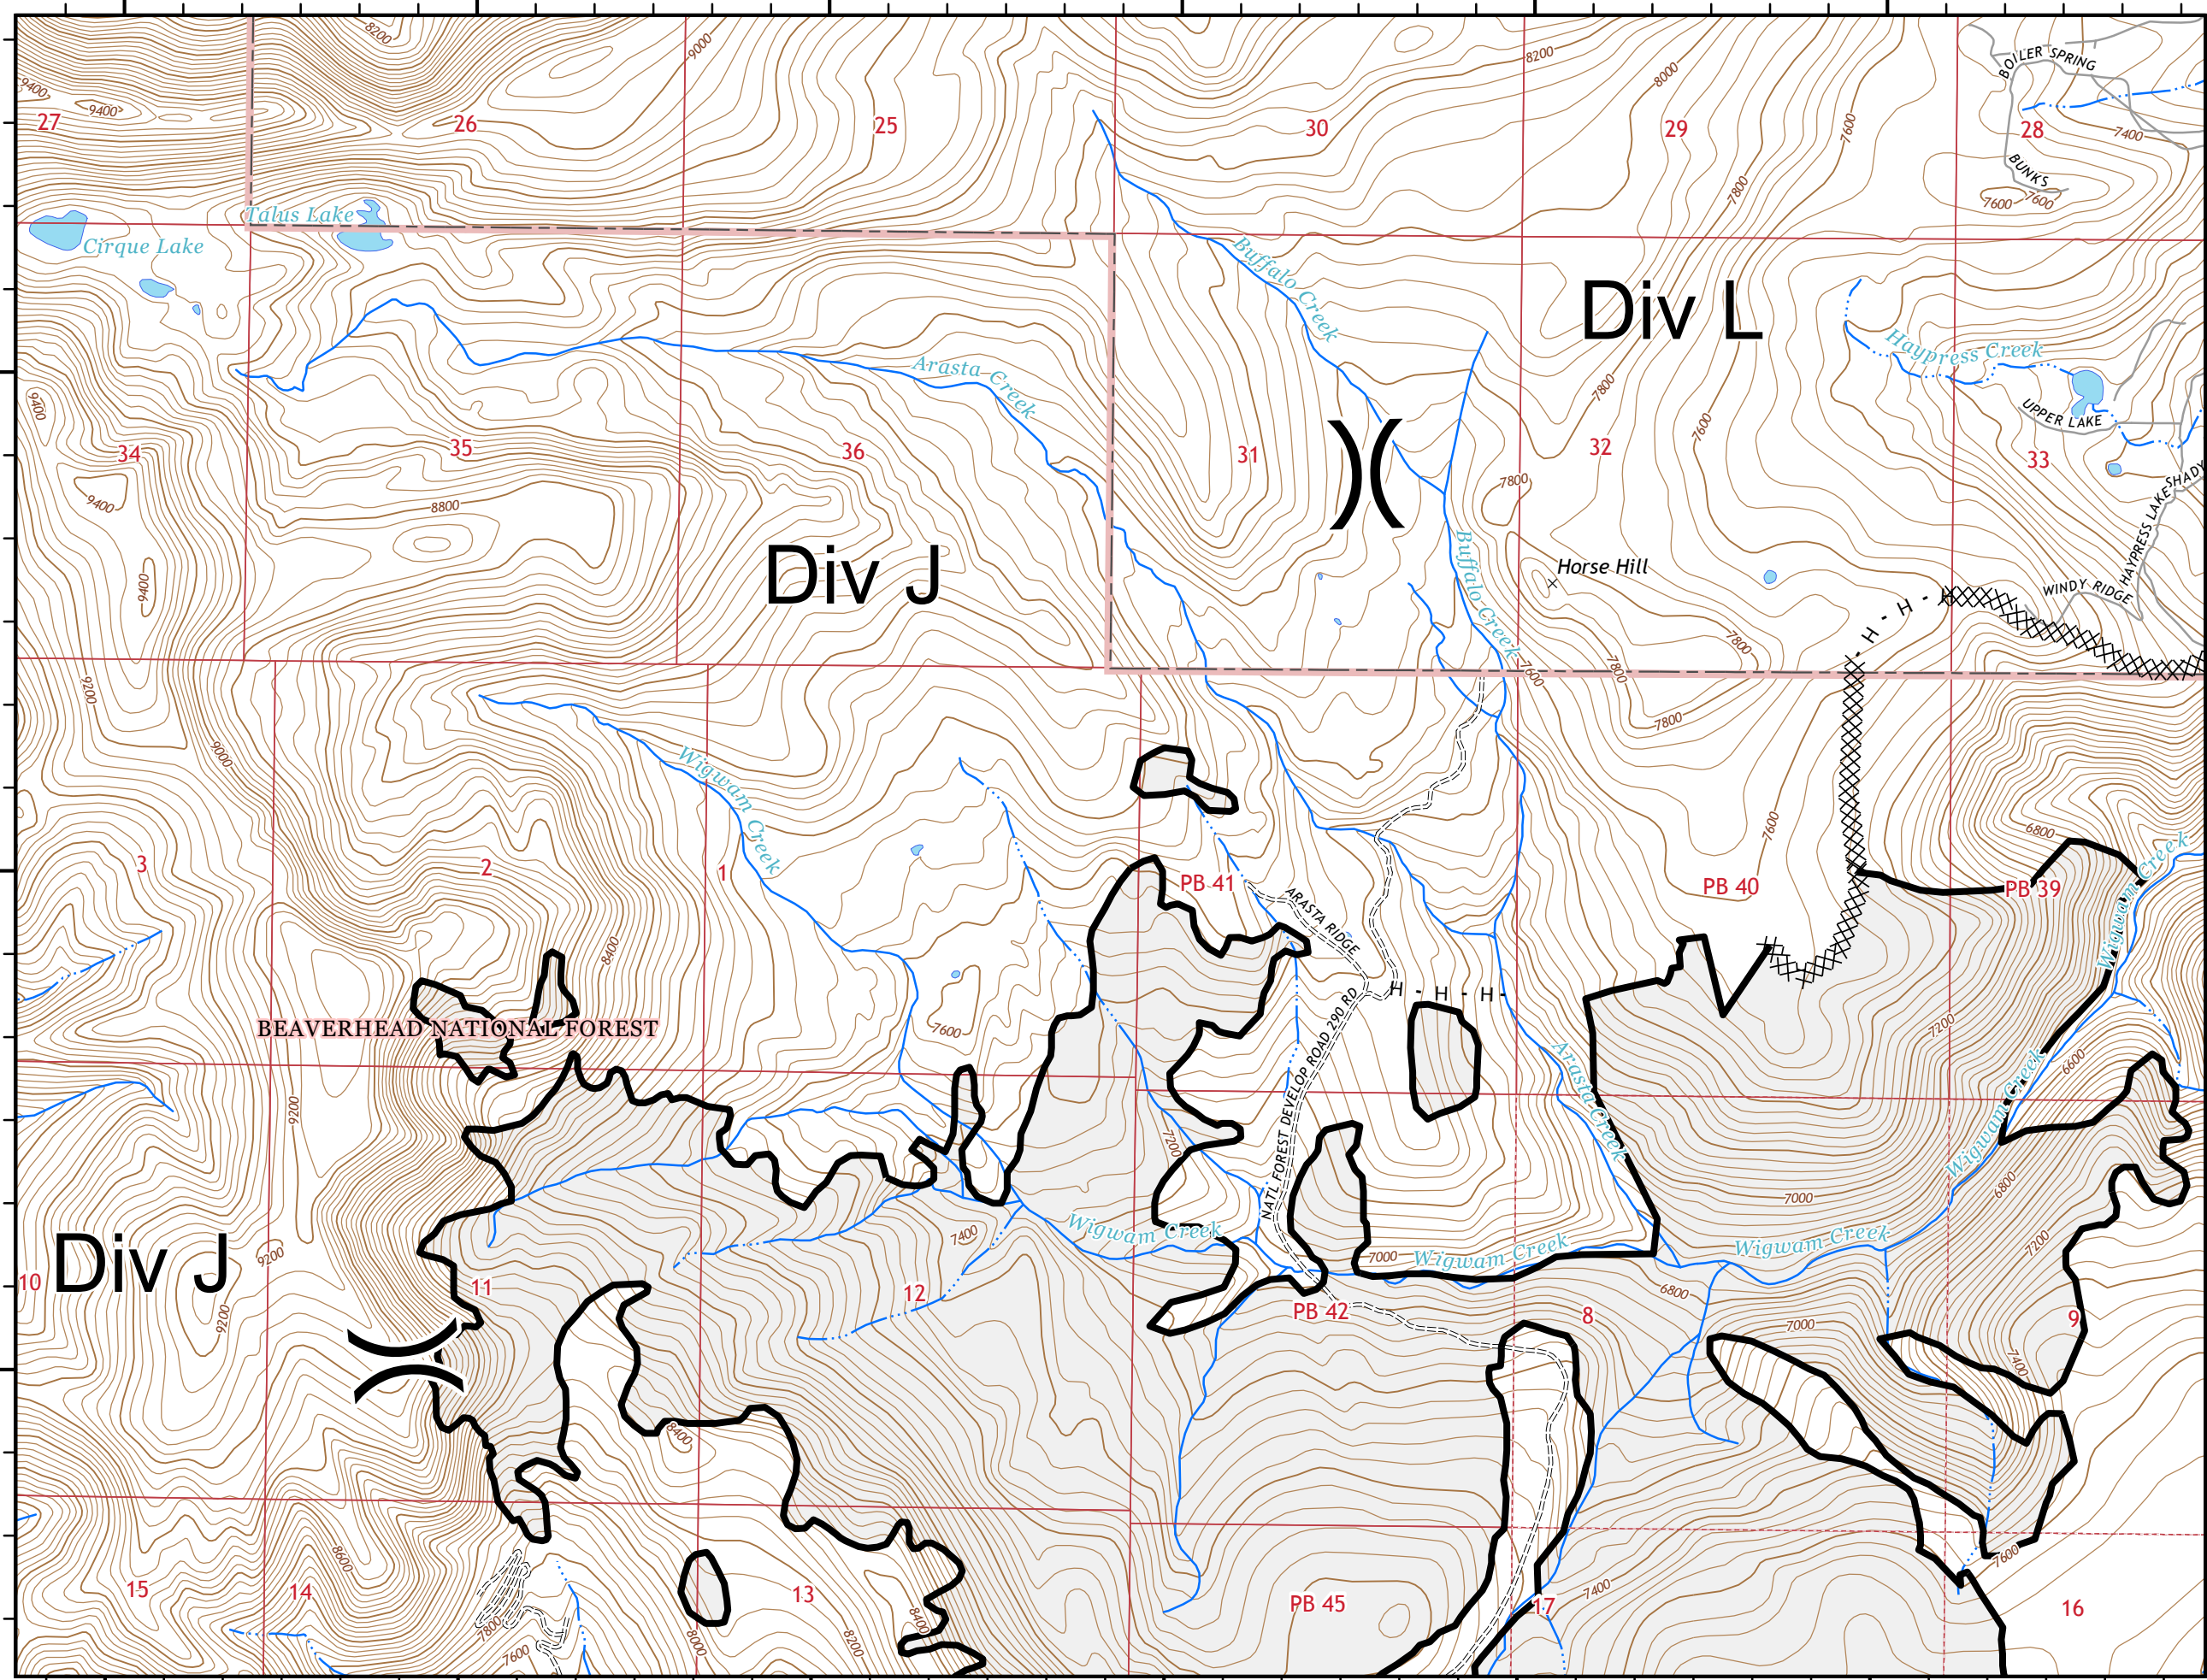 8200
9000
8200
8000
BOILER SPRING
9400
9400
27
26
25
30
29
7600
28
7400
BUNKS
7800
7600
7600
Talus Lake
Cirque Lake
Buffalo Creek
Div L
Haypress Creek
Arasta Creek
9400
7800
UPPER LAKE
7600
34
35
36
31
)(
32
33
SHADY
7800
9400
8800
HAYPRESS LAKE
Buffalo Creek
Horse Hill
Div J
9400
WINDY RIDGE
H - H - H
7800
7600
7800
9200
7800
9000
Wigwam Creek
7600
6800
Wigwam Creek
3
2
1
PB 41
PB 40
PB 39
ARASTA RIDGE
8400
Wigwam Creek
H - H - H-
BEAVERHEAD NATIONAL FOREST
7600
7200
NATL FOREST DEVELOP ROAD 290 RD
Arasta Creek
6600
9200
Wigwam Creek
7200
6800
7000
Wigwam Creek
7400
Wigwam Creek
Wigwam Creek
7200
Div J
9200
7000
10
11
12
6800
PB 42
8
9
9200
7000
7400
8400
7600
8600
15
14
13
PB 45
7400
17
16
7800
8400
8000
8200
7600